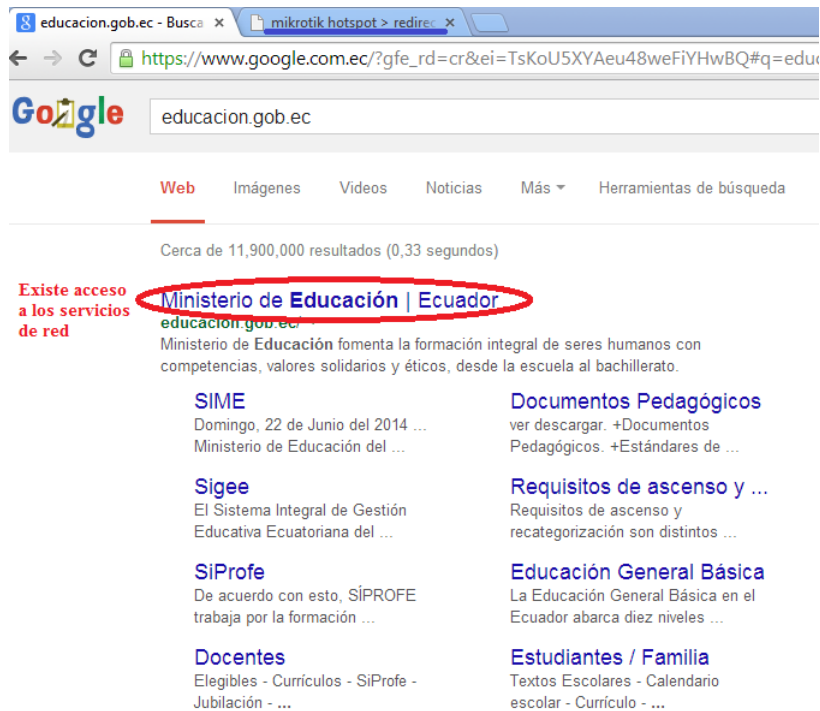 educacion.gob.ec - Busca
mikrotik hotspot > redirec
https://www.google.com.ec/?gfe_rd=cr&ei=TsKoU5XYAeu48weFiYHwBQ#q=educ
Google
educacion.gob.ec
Web Imágenes Videos Noticias Más Herramientas de búsqueda
Cerca de 11,900,000 resultados (0,33 segundos)
Existe acceso
a los servicios
de red
Ministerio de Educación | Ecuador
educacion.gob.ec/
Ministerio de Educación fomenta la formación integral de seres humanos con
competencias, valores solidarios y éticos, desde la escuela al bachillerato.
SIME
Domingo, 22 de Junio del 2014 ...
Ministerio de Educación del ...
Documentos Pedagógicos
ver descargar. +Documentos
Pedagógicos. +Estándares de ...
Sigee
El Sistema Integral de Gestión
Educativa Ecuatoriana del ...
Requisitos de ascenso y ...
Requisitos de ascenso y
recategorización son distintos ...
SiProfe
De acuerdo con esto, SÍPROFE
trabaja por la formación ...
Educación General Básica
La Educación General Básica en el
Ecuador abarca diez niveles ...
Docentes
Elegibles - Currículos - SiProfe -
Jubilación - ...
Estudiantes / Familia
Textos Escolares - Calendario
escolar - Currículo - ...